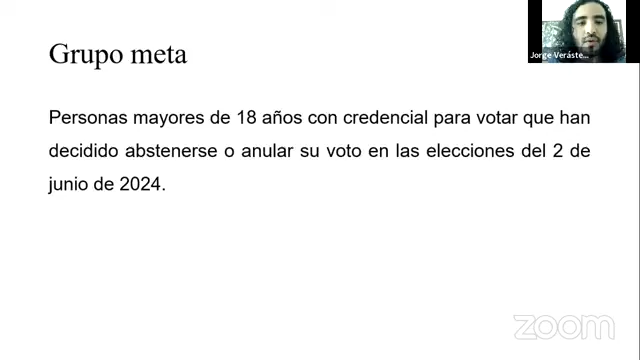 Grupo meta
Jorge Veráste...
Personas mayores de 18 años con credencial para votar que han
decidido abstenerse o anular su voto en las elecciones del 2 de
junio de 2024.
zoom